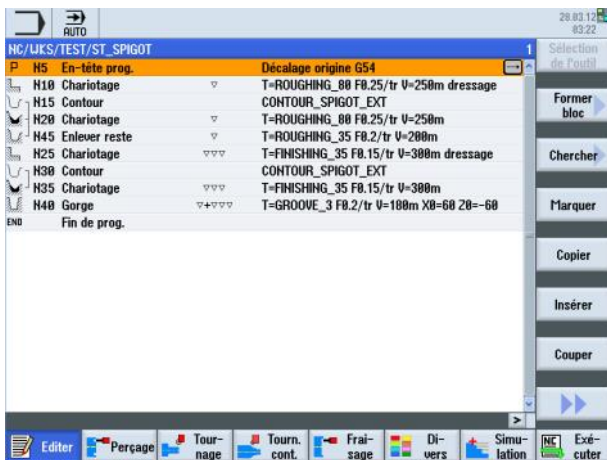 AUTO
28.03.12
03:22
NC/WKS/TEST/ST_SPIGOT 1
P N5 En-tête prog. Décalage origine G54
N10 Chariotage ▽ T=ROUGHING_80 F0.25/tr V=250m dressage
N15 Contour CONTOUR_SPIGOT_EXT
N20 Chariotage ▽ T=ROUGHING_80 F0.25/tr V=250m
N45 Enlever reste ▽ T=ROUGHING_35 F0.2/tr V=200m
N25 Chariotage ▽▽▽ T=FINISHING_35 F0.15/tr V=300m dressage
N30 Contour CONTOUR_SPIGOT_EXT
N35 Chariotage ▽▽▽ T=FINISHING_35 F0.15/tr V=300m
N40 Gorge ▽+▽▽▽ T=GROOVE_3 F0.2/tr V=180m X0=60 Z0=-60
END Fin de prog.
Sélection
de l'outil
Former
bloc
Chercher
Marquer
Copier
Insérer
Couper
Editer
Perçage
Tour-
nage
Tourn.
cont.
Frai-
sage
Di-
vers
Simu-
lation
NC
Exé-
cuter